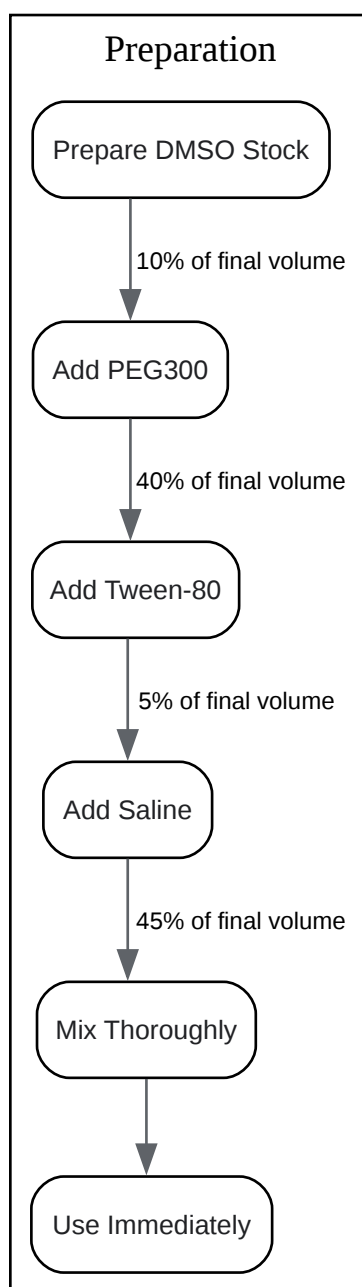 Preparation
Prepare DMSO Stock
10% of final volume
Add PEG300
40% of final volume
Add Tween-80
5% of final volume
Add Saline
45% of final volume
Mix Thoroughly
Use Immediately